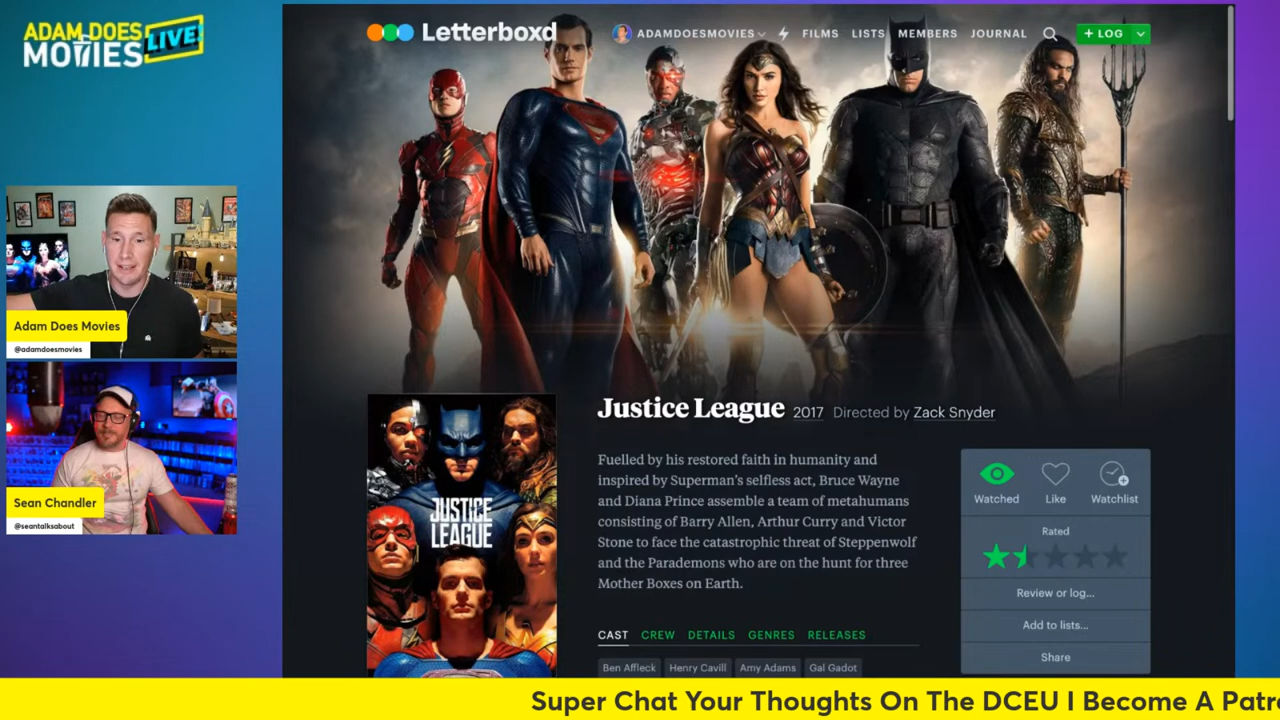 ADAM DOES
MOVIES
LIVE!
Letterboxd
ADAMDOESMOVIES
FILMS
LISTS
MEMBERS
JOURNAL
+ LOG
Adam Does Movies
@adamdoesmovies
Sean Chandler
@seantalksabout
JUSTICE
LEAGUE
Justice League 2017 Directed by Zack Snyder
Fuelled by his restored faith in humanity and
inspired by Superman's selfless act, Bruce Wayne
and Diana Prince assemble a team of metahumans
consisting of Barry Allen, Arthur Curry and Victor
Stone to face the catastrophic threat of Steppenwolf
and the Parademons who are on the hunt for three
Mother Boxes on Earth.
Watched
Like
Watchlist
Rated
Review or log...
Add to lists...
Share
CAST CREW DETAILS GENRES RELEASES
Ben Affleck
Henry Cavill
Amy Adams
Gal Gadot
Super Chat Your Thoughts On The DCEU I Become A Patr